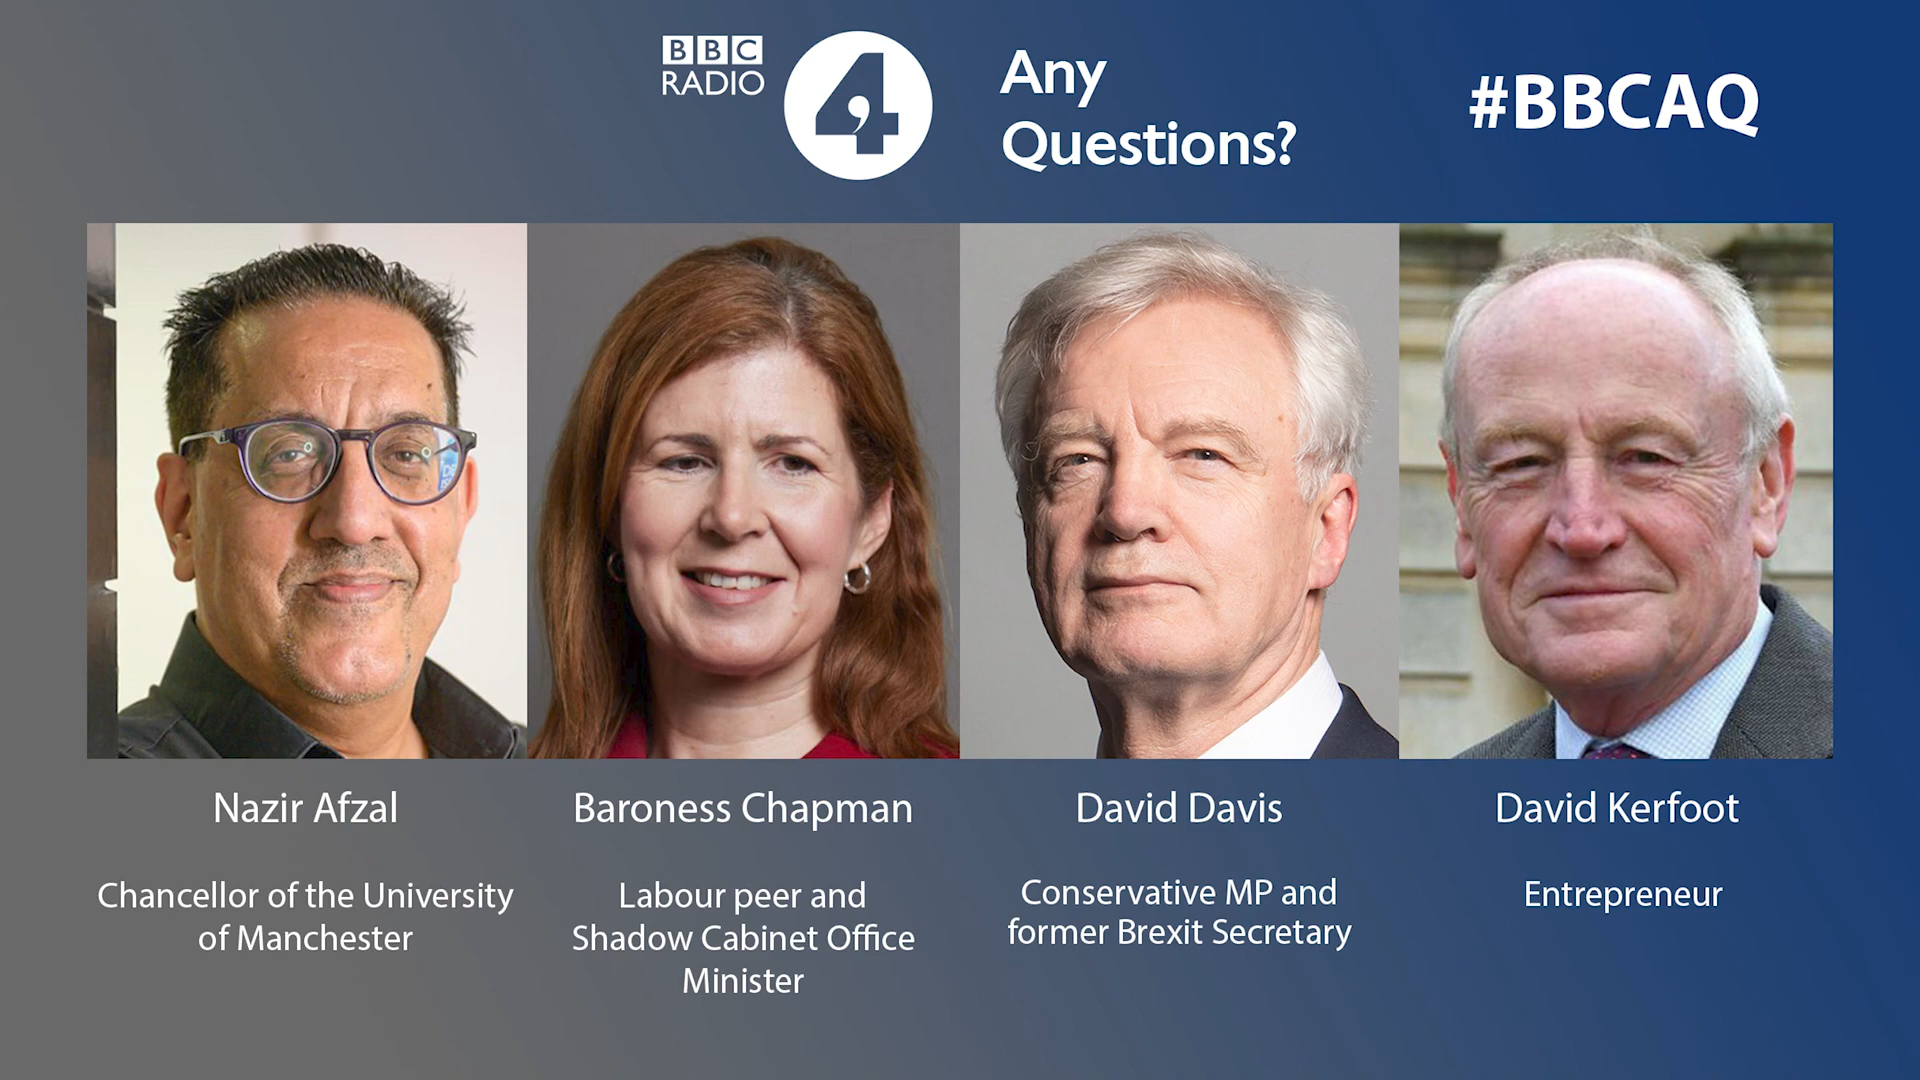 BBC
RADIO
4
Any
Questions?
#BBCAQ
Nazir Afzal
Chancellor of the University
of Manchester
Baroness Chapman
Labour peer and
Shadow Cabinet Office
Minister
David Davis
Conservative MP and
former Brexit Secretary
David Kerfoot
Entrepreneur